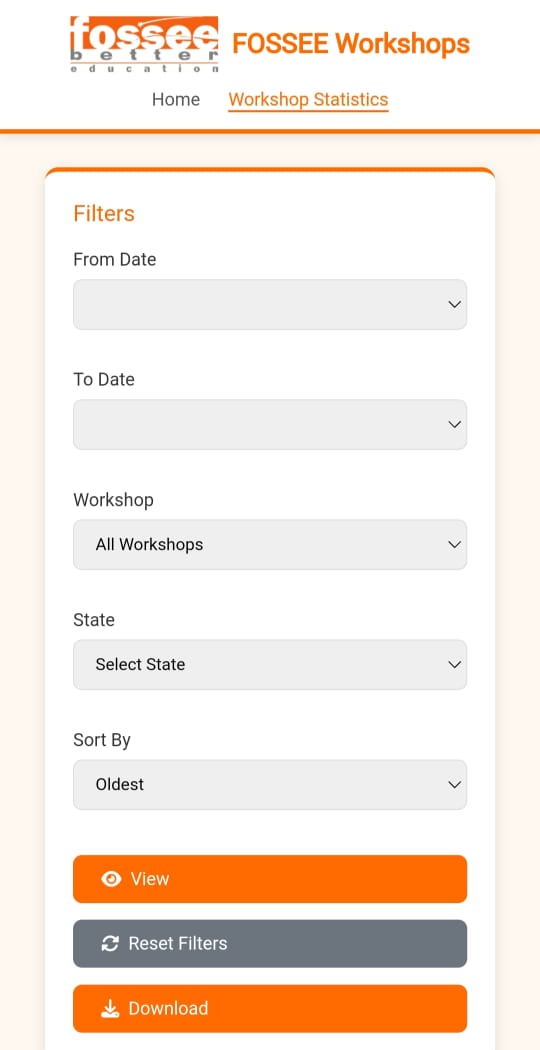 fossee
better
education
FOSSEE Workshops
Home Workshop Statistics
Filters
From Date
To Date
Workshop
All Workshops
State
Select State
Sort By
Oldest
View
Reset Filters
Download